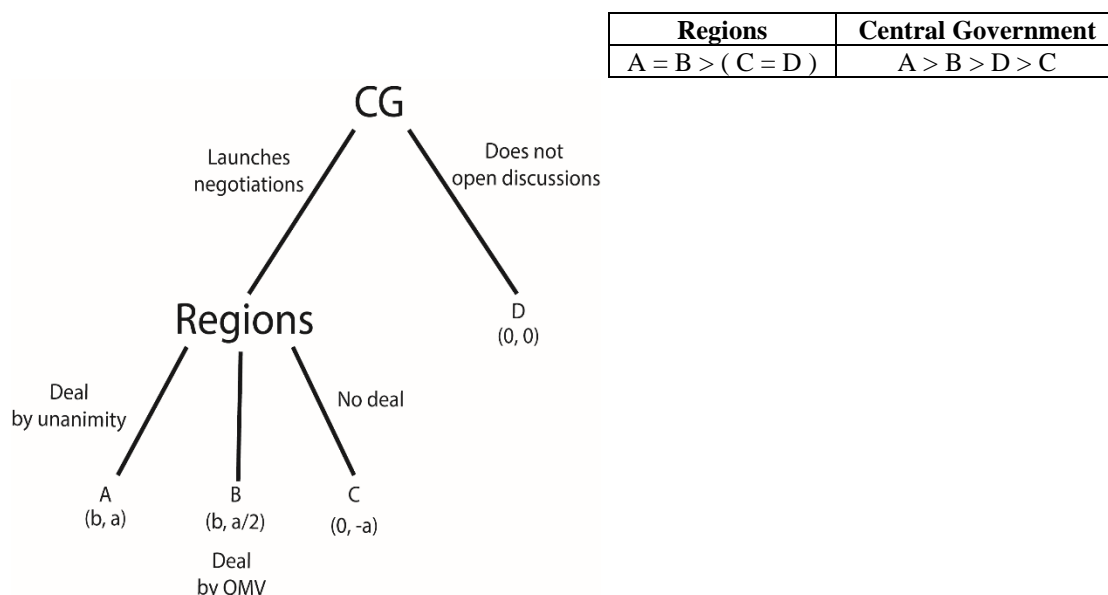 Regions Central Government
A = B > ( C = D ) A > B > D > C
CG
Launches
negotiations
Does not
open discussions
Regions
D
(0, 0)
Deal
by unanimity
No deal
A
(b, a)
B
(b, a/2)
C
(0, -a)
Deal
by QMV